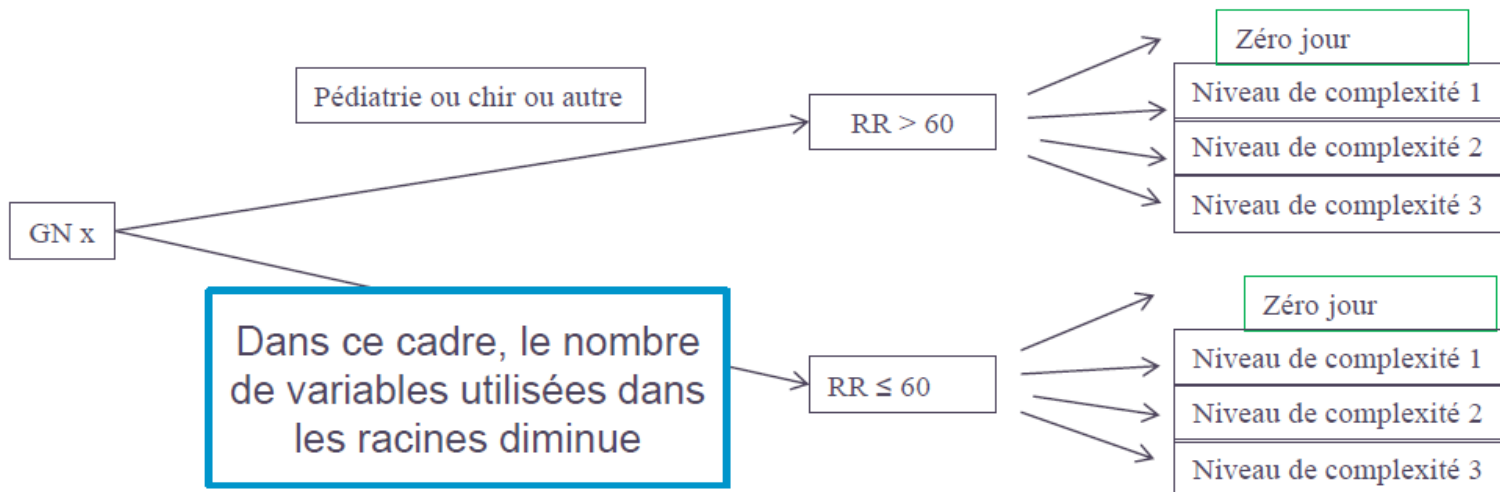 Zéro jour
Pédiatrie ou chir ou autre
Niveau de complexité 1
RR > 60
Niveau de complexité 2
Niveau de complexité 3
GN x
Dans ce cadre, le nombre
de variables utilisées dans
les racines diminue
Zéro jour
Niveau de complexité 1
RR ≤ 60
Niveau de complexité 2
Niveau de complexité 3